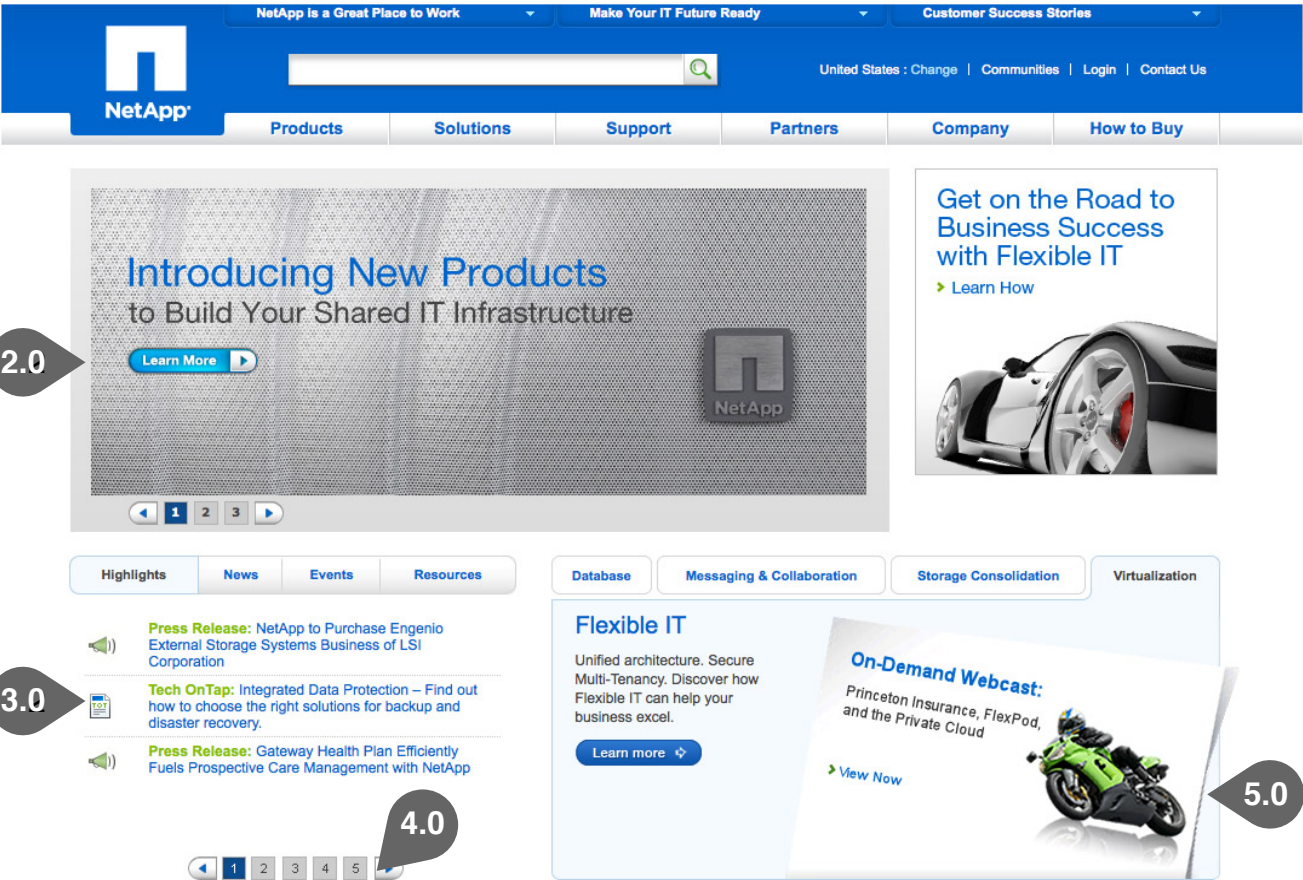 NetApp is a Great Place to Work
Make Your IT Future Ready
Customer Success Stories
United States : Change | Communities | Login | Contact Us
NetApp
Products
Solutions
Support
Partners
Company
How to Buy
Introducing New Products
to Build Your Shared IT Infrastructure
Learn More
NetApp
1 2 3
Get on the Road to
Business Success
with Flexible IT
Learn How
2.0
Highlights
News
Events
Resources
Press Release: NetApp to Purchase Engenio
External Storage Systems Business of LSI
Corporation
3.0
TOT
Tech OnTap: Integrated Data Protection – Find out
how to choose the right solutions for backup and
disaster recovery.
Press Release: Gateway Health Plan Efficiently
Fuels Prospective Care Management with NetApp
4.0
1 2 3 4 5
Database
Messaging & Collaboration
Storage Consolidation
Virtualization
Flexible IT
Unified architecture. Secure
Multi-Tenancy. Discover how
Flexible IT can help your
business excel.
Learn more
On-Demand Webcast:
Princeton Insurance, FlexPod,
and the Private Cloud
View Now
5.0